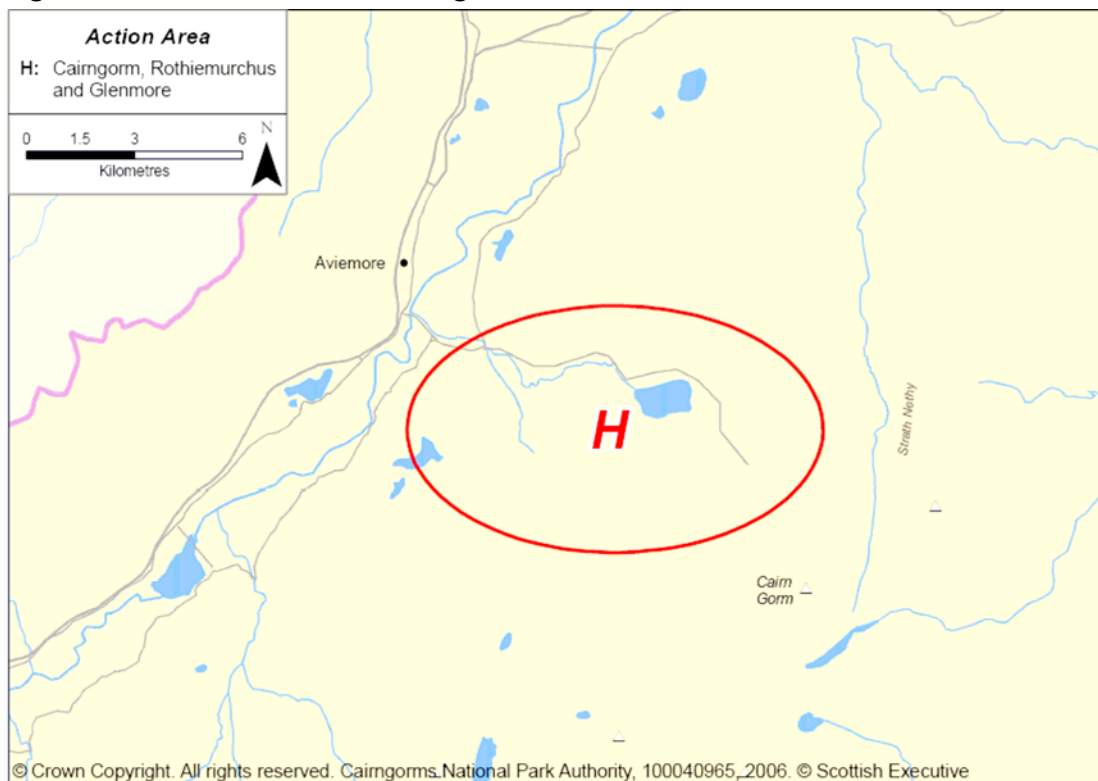 Action Area
H: Cairngorm, Rothiemurchus
and Glenmore
0 1.5 3 6
Kilometres
N
Aviemore
H
Strath Nethy
Cairn
Gorm
© Crown Copyright. All rights reserved. Cairngorms National Park Authority, 100040965, 2006. © Scottish Executive